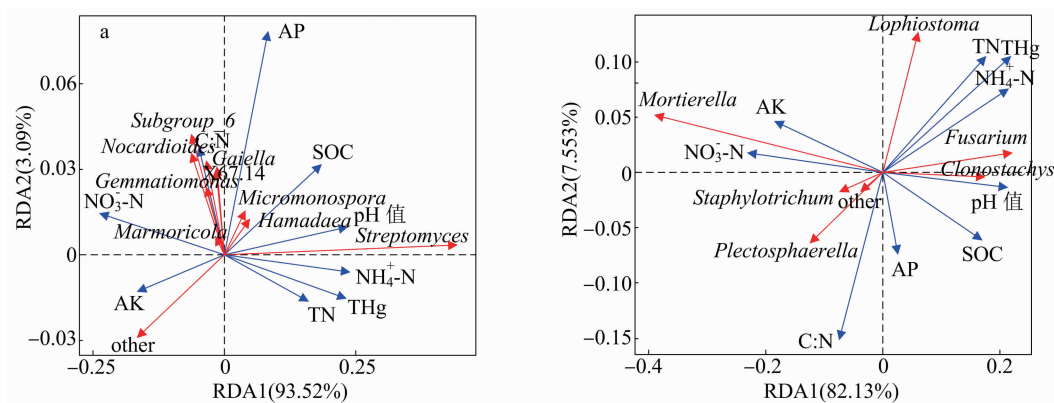 a
AP
0.06
Subgroup_6
C:N
Nocardioides
Gaiella
SOC
0.03
X67.14
Gemmatiomonas
Micromonospora
NO₃⁻-N
Hamadaea
pH 值
Marmoricola
Streptomyces
0
NH₄⁺-N
AK
TN
THg
other
−0.03
−0.25
0
0.25
RDA1(93.52%)
RDA2(3.09%)
Lophiostoma
0.10
TN
THg
NH₄⁺-N
Mortierella
AK
0.05
NO₃⁻-N
Fusarium
Clonostachys
0
Staphylotrichum
other
pH 值
−0.05
Plectosphaerella
AP
SOC
−0.10
C:N
−0.15
−0.4
−0.2
0
0.2
RDA1(82.13%)
RDA2(7.553%)